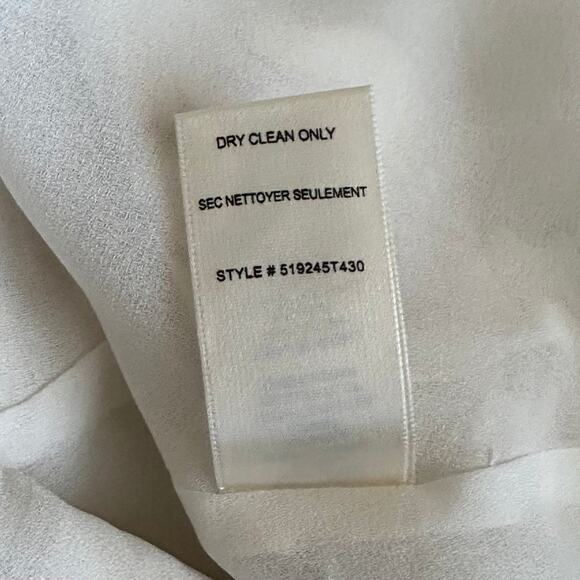 DRY CLEAN ONLY
SEC NETTOYER SEULEMENT
STYLE # 519245T430